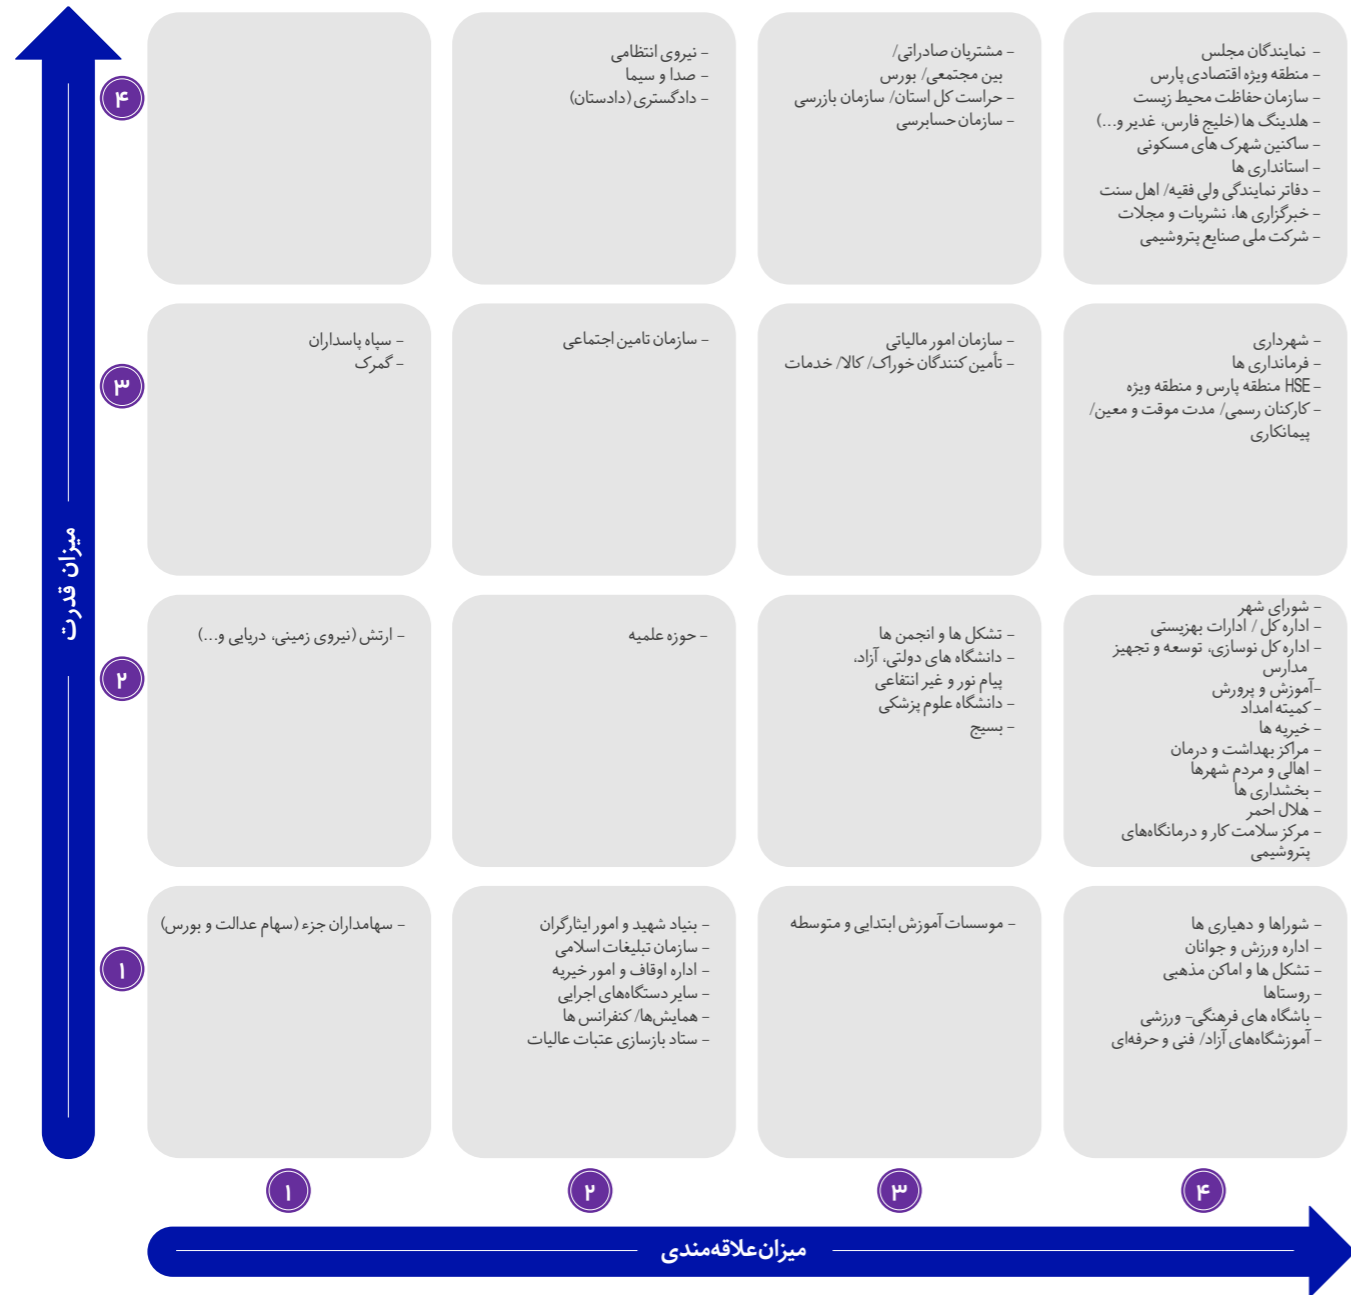 - نمایندگان مجلس
- منطقه ویژه اقتصادی پارس
- سازمان حفاظت محیط زیست
- هلدینگ ها (خلیج فارس، غدیر و...)
- ساکنین شهرک های مسکونی
- استانداری ها
- دفاتر نمایندگی ولی فقیه/ اهل سنت
- خبرگزاری ها، نشریات و مجلات
- شرکت ملی صنایع پتروشیمی
- مشتریان صادراتی/
بین مجتمعی/ بورس
- حراست کل استان/ سازمان بازرسی
- سازمان حسابرسی
- نیروی انتظامی
- صدا و سیما
- دادگستری (دادستان)
۴
- شهرداری
- فرمانداری ها
- HSE منطقه پارس و منطقه ویژه
- کارکنان رسمی/ مدت موقت و معین/
پیمانکاری
- سازمان امور مالیاتی
- تأمین کنندگان خوراک/ کالا/ خدمات
- سازمان تامین اجتماعی
- سپاه پاسداران
- گمرک
۳
میزان قدرت
- شورای شهر
- اداره کل / ادارات بهزیستی
- اداره کل نوسازی، توسعه و تجهیز
مدارس
-آموزش و پرورش
- کمیته امداد
- خیریه ها
- مراکز بهداشت و درمان
- اهالی و مردم شهرها
- بخشداری ها
- هلال احمر
- مرکز سلامت کار و درمانگاه‌های
پتروشیمی
- تشکل ها و انجمن ها
- دانشگاه های دولتی، آزاد،
پیام نور و غیر انتفاعی
- دانشگاه علوم پزشکی
- بسیج
- حوزه علمیه
- ارتش (نیروی زمینی، دریایی و...)
۲
- شوراها و دهیاری ها
- اداره ورزش و جوانان
- تشکل ها و اماکن مذهبی
- روستاها
- باشگاه های فرهنگی- ورزشی
- آموزشگاه‌های آزاد/ فنی و حرفه‌ای
- موسسات آموزش ابتدایی و متوسطه
- بنیاد شهید و امور ایثارگران
- سازمان تبلیغات اسلامی
- اداره اوقاف و امور خیریه
- سایر دستگاه‌های اجرایی
- همایش‌ها/ کنفرانس ها
- ستاد بازسازی عتبات عالیات
- سهامداران جزء (سهام عدالت و بورس)
۱
۴
۳
۲
۱
میزان‌علاقه‌مندی